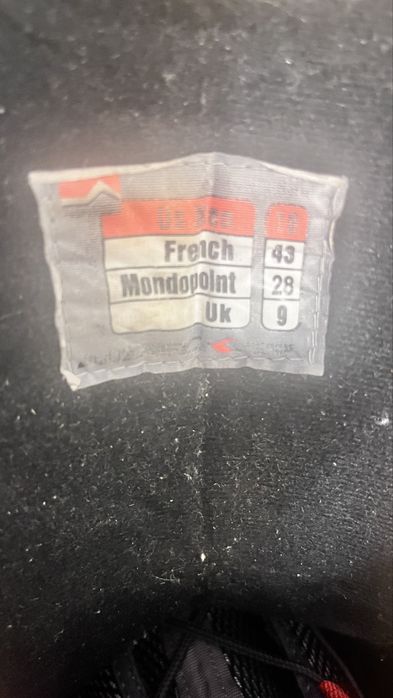 French 43
Mondopoint 28
Uk 9